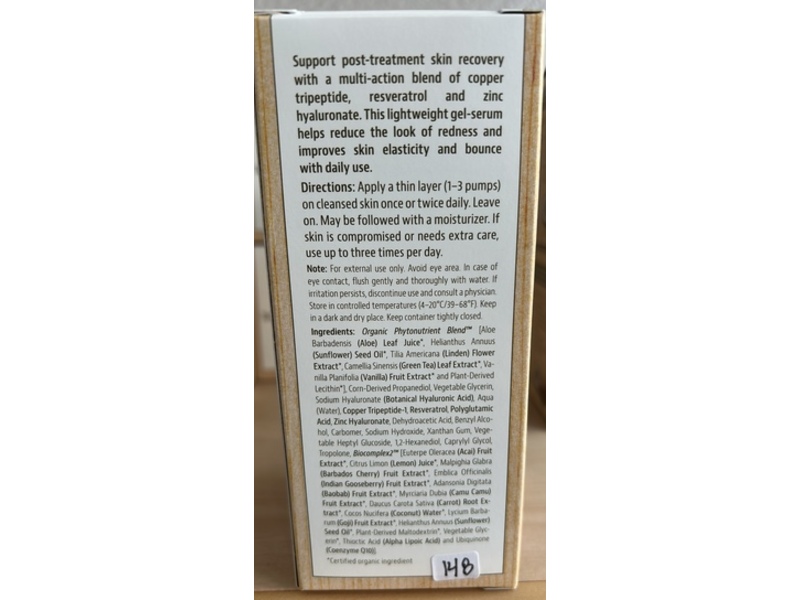 Support post-treatment skin recovery
with a multi-action blend of copper
tripeptide, resveratrol and zinc
hyaluronate. This lightweight gel-serum
helps reduce the look of redness and
improves skin elasticity and bounce
with daily use.
Directions: Apply a thin layer (1–3 pumps)
on cleansed skin once or twice daily. Leave
on. May be followed with a moisturizer. If
skin is compromised or needs extra care,
use up to three times per day.
Note: For external use only. Avoid eye area. In case of
eye contact, flush gently and thoroughly with water. If
irritation persists, discontinue use and consult a physician.
Store in controlled temperatures (4–20°C/39–68°F). Keep
in a dark and dry place. Keep container tightly closed.
Ingredients: Organic Phytonutrient Blend™ [Aloe
Barbadensis (Aloe) Leaf Juice*, Helianthus Annuus
(Sunflower) Seed Oil*, Tilia Americana (Linden) Flower
Extract*, Camellia Sinensis (Green Tea) Leaf Extract*, Va-
nilla Planifolia (Vanilla) Fruit Extract* and Plant-Derived
Lecithin*], Corn-Derived Propanediol, Vegetable Glycerin,
Sodium Hyaluronate (Botanical Hyaluronic Acid), Aqua
(Water), Copper Tripeptide-1, Resveratrol, Polyglutamic
Acid, Zinc Hyaluronate, Dehydroacetic Acid, Benzyl Alco-
hol, Carbomer, Sodium Hydroxide, Xanthan Gum, Vege-
table Heptyl Glucoside, 1,2-Hexanediol, Caprylyl Glycol,
Tropolone, Biocomplex2™ [Euterpe Oleracea (Acai) Fruit
Extract*, Citrus Limon (Lemon) Juice*, Malpighia Glabra
(Barbados Cherry) Fruit Extract*, Emblica Officinalis
(Indian Gooseberry) Fruit Extract*, Adansonia Digitata
(Baobab) Fruit Extract*, Myrciaria Dubia (Camu Camu)
Fruit Extract*, Daucus Carota Sativa (Carrot) Root Ex-
tract*, Cocos Nucifera (Coconut) Water*, Lycium Barba-
rum (Goji) Fruit Extract*, Helianthus Annuus (Sunflower)
Seed Oil*, Plant-Derived Maltodextrin*, Vegetable Glyc-
erin*, Thioctic Acid (Alpha Lipoic Acid) and Ubiquinone
(Coenzyme Q10)].
*Certified organic ingredient
148